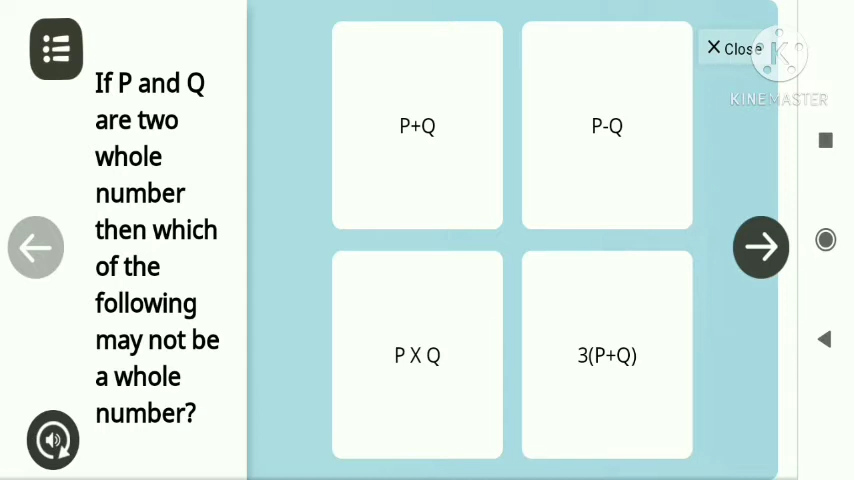 If P and Q
are two
whole
number
then which
of the
following
may not be
a whole
number?
P+Q
P-Q
P X Q
3(P+Q)
X Close
K
KINEMASTER